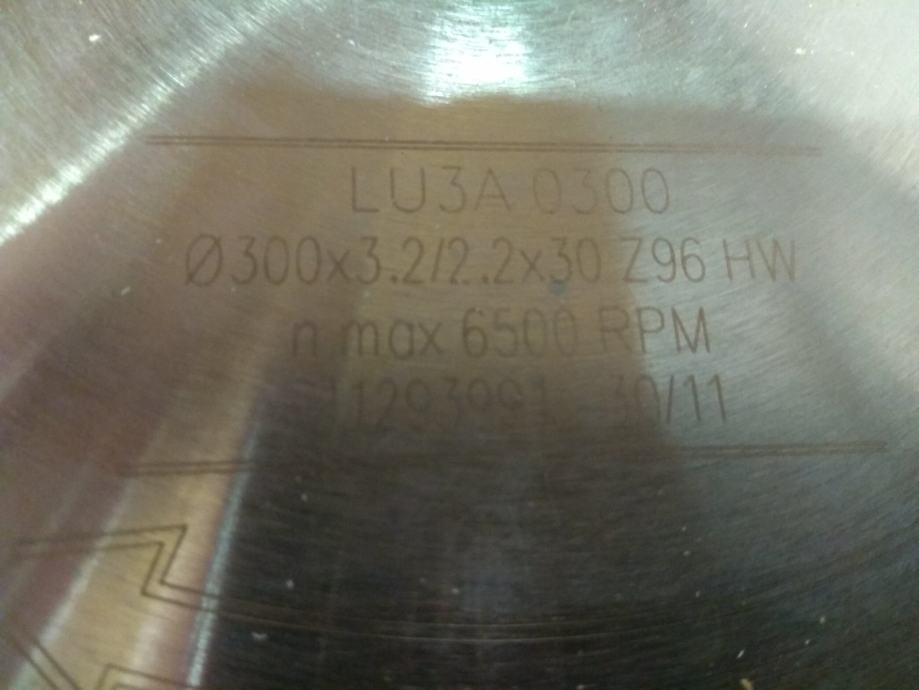 LU3A 0300
Ø300x3.2/2.2x30 Z96 HW
n max 6500 RPM
30/11